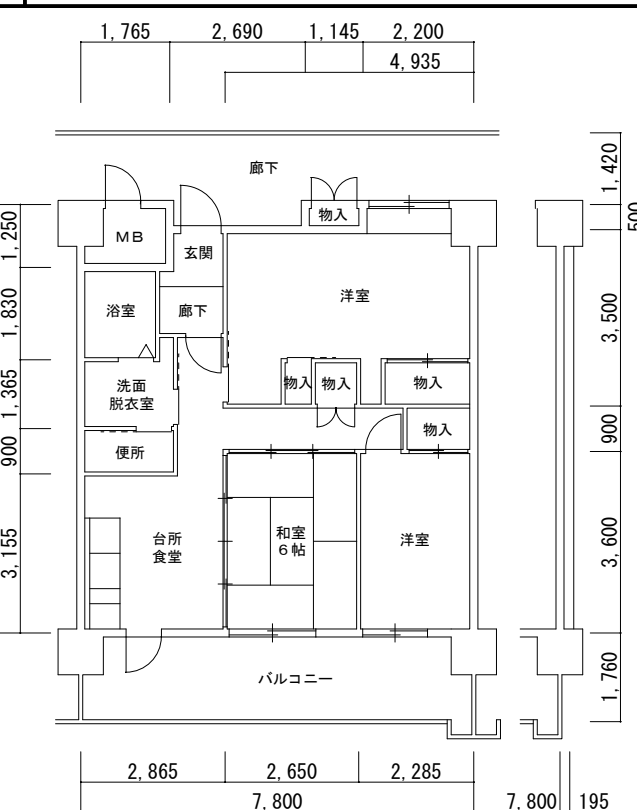 1,765 2,690 1,145 2,200
4,935
廊下
1,420
500
物入
MB
玄関
1,250
浴室
廊下
洋室
1,830
3,500
物入
物入
物入
洗面
脱衣室
1,365
物入
900
便所
900
台所
食堂
和室
6帖
洋室
3,155
3,600
バルコニー
1,760
2,865 2,650 2,285
7,800 7,800 195